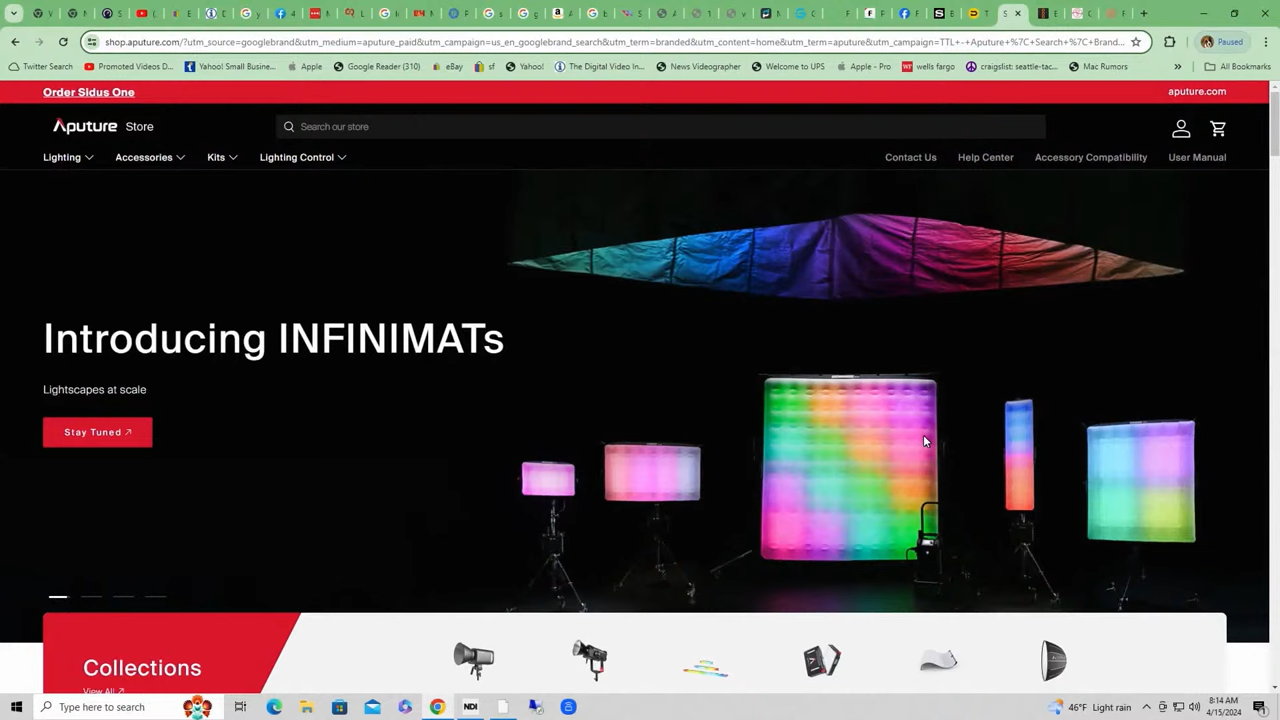 shop.aputure.com/?utm_source=googlebrand&utm_medium=aputure_paid&utm_campaign=us_en_googlebrand_search&utm_term=branded&utm_content=home&utm_term=aputure&utm_campaign=TTL+-+Aputure+%7C+Search+%7C+Brand...
Paused
Twitter Search
Promoted Videos D...
Yahoo! Small Busine...
Apple
Google Reader (310)
eBay
sf
Yahoo!
The Digital Video In...
News Videographer
Welcome to UPS
Apple - Pro
wells fargo
craigslist: seattle-tac...
Mac Rumors
»
All Bookmarks
Order Sidus One
aputure.com
Aputure Store
Search our store
Lighting
Accessories
Kits
Lighting Control
Contact Us
Help Center
Accessory Compatibility
User Manual
Introducing INFINIMATs
Lightscapes at scale
Stay Tuned ↗
Collections
View All ↗
Type here to search
NDI
46°F Light rain
8:14 AM
4/15/2024